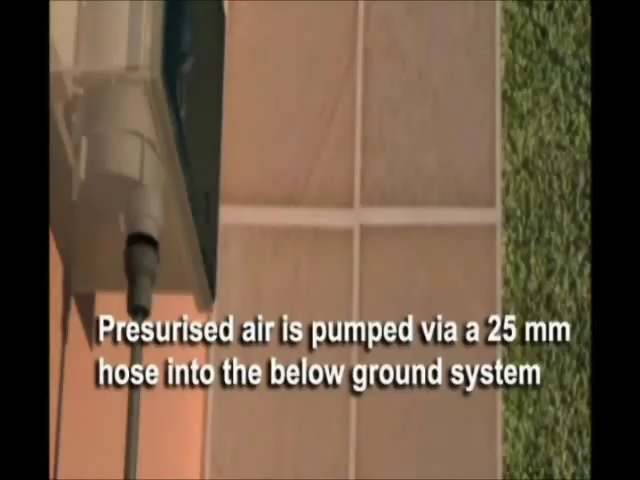 Presurised air is pumped via a 25 mm
hose into the below ground system